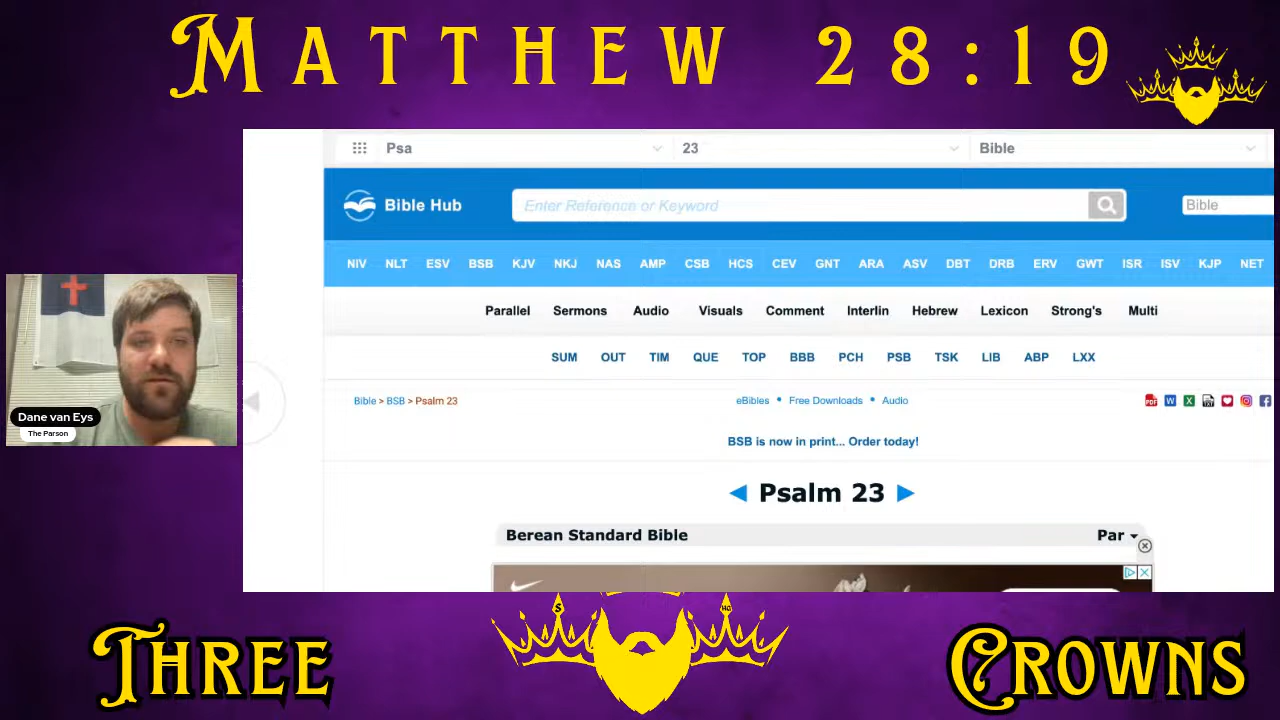 MATTHEW 28:19
Psa 23 Bible
Bible Hub Enter Reference or Keyword Bible
NIV NLT ESV BSB KJV NKJ NAS AMP CSB HCS CEV GNT ARA ASV DBT DRB ERV GWT ISR ISV KJP NET
Parallel Sermons Audio Visuals Comment Interlin Hebrew Lexicon Strong's Multi
SUM OUT TIM QUE TOP BBB PCH PSB TSK LIB ABP LXX
Bible > BSB > Psalm 23 eBibles • Free Downloads • Audio
BSB is now in print... Order today!
◄ Psalm 23 ►
Berean Standard Bible Par
Dane van Eys
The Parson
S HG
THREE CROWNS